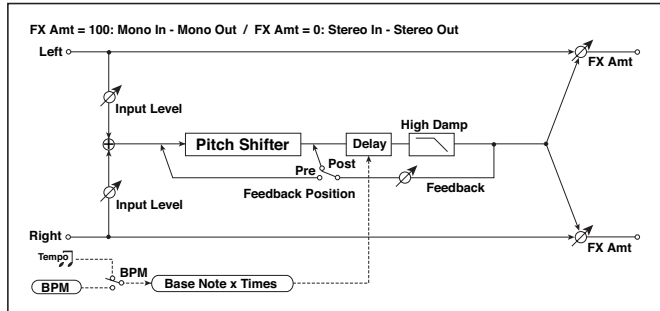 FX Amt = 100: Mono In - Mono Out / FX Amt = 0: Stereo In - Stereo Out
Left
FX Amt
Input Level
High Damp
Pitch Shifter
Delay
Post
Pre
Feedback Position
Feedback
Input Level
Right
FX Amt
Tempo
BPM
BPM
Base Note x Times